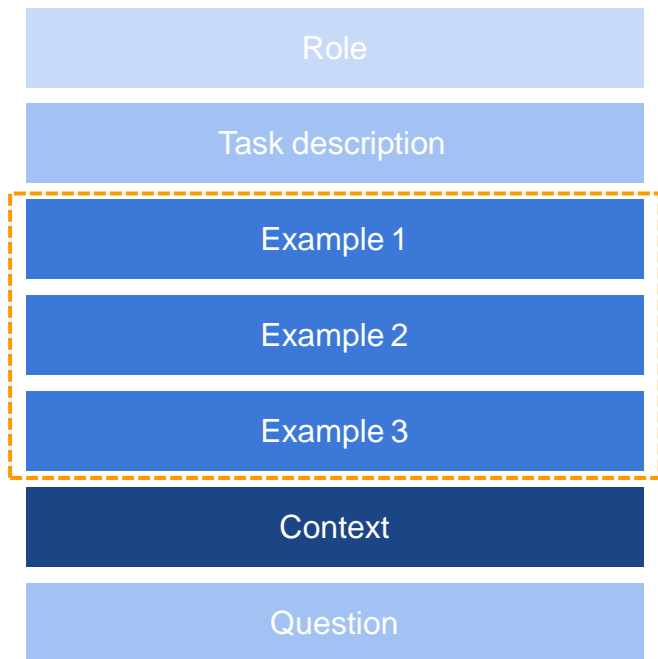 Role
Task description
Example 1
Example 2
Example 3
Context
Question